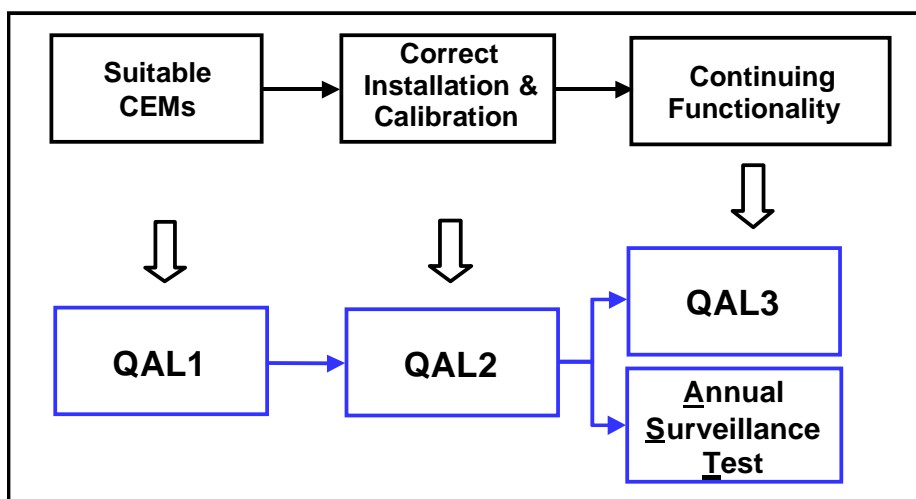 Suitable
CEMs
Correct
Installation &
Calibration
Continuing
Functionality
QAL1
QAL2
QAL3
Annual
Surveillance
Test